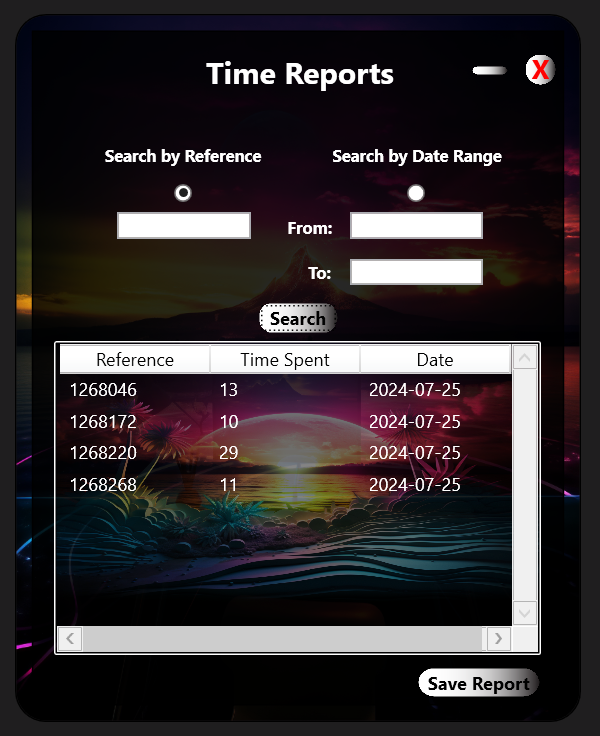 Time Reports
X
Search by Reference Search by Date Range
From:
To:
Search
Reference Time Spent Date
1268046 13 2024-07-25
1268172 10 2024-07-25
1268220 29 2024-07-25
1268268 11 2024-07-25
Save Report